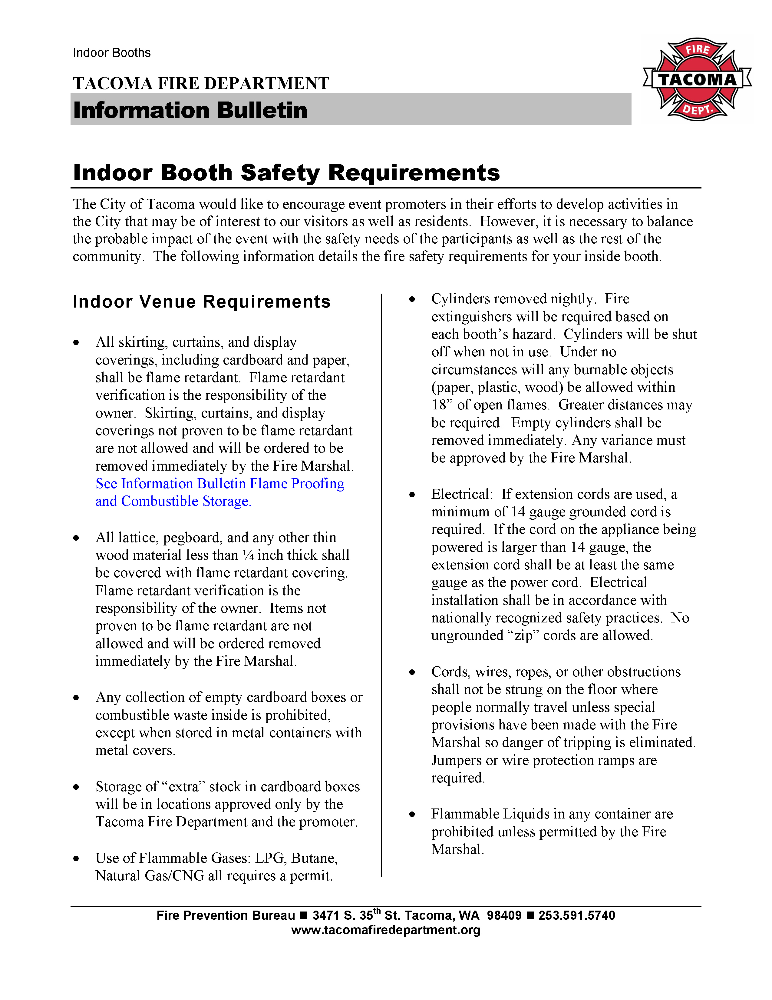 Indoor Booths
FIRE
TACOMA
DEPT.
TACOMA FIRE DEPARTMENT
Information Bulletin
Indoor Booth Safety Requirements
The City of Tacoma would like to encourage event promoters in their efforts to develop activities in
the City that may be of interest to our visitors as well as residents.  However, it is necessary to balance
the probable impact of the event with the safety needs of the participants as well as the rest of the
community.  The following information details the fire safety requirements for your inside booth.
Indoor Venue Requirements
• All skirting, curtains, and display
coverings, including cardboard and paper,
shall be flame retardant.  Flame retardant
verification is the responsibility of the
owner.  Skirting, curtains, and display
coverings not proven to be flame retardant
are not allowed and will be ordered to be
removed immediately by the Fire Marshal.
See Information Bulletin Flame Proofing
and Combustible Storage.
• All lattice, pegboard, and any other thin
wood material less than ¼ inch thick shall
be covered with flame retardant covering.
Flame retardant verification is the
responsibility of the owner.  Items not
proven to be flame retardant are not
allowed and will be ordered removed
immediately by the Fire Marshal.
• Any collection of empty cardboard boxes or
combustible waste inside is prohibited,
except when stored in metal containers with
metal covers.
• Storage of “extra” stock in cardboard boxes
will be in locations approved only by the
Tacoma Fire Department and the promoter.
• Use of Flammable Gases: LPG, Butane,
Natural Gas/CNG all requires a permit.
• Cylinders removed nightly.  Fire
extinguishers will be required based on
each booth’s hazard.  Cylinders will be shut
off when not in use.  Under no
circumstances will any burnable objects
(paper, plastic, wood) be allowed within
18” of open flames.  Greater distances may
be required.  Empty cylinders shall be
removed immediately. Any variance must
be approved by the Fire Marshal.
• Electrical:  If extension cords are used, a
minimum of 14 gauge grounded cord is
required.  If the cord on the appliance being
powered is larger than 14 gauge, the
extension cord shall be at least the same
gauge as the power cord.  Electrical
installation shall be in accordance with
nationally recognized safety practices.  No
ungrounded “zip” cords are allowed.
• Cords, wires, ropes, or other obstructions
shall not be strung on the floor where
people normally travel unless special
provisions have been made with the Fire
Marshal so danger of tripping is eliminated.
Jumpers or wire protection ramps are
required.
• Flammable Liquids in any container are
prohibited unless permitted by the Fire
Marshal.
Fire Prevention Bureau ■ 3471 S. 35th St. Tacoma, WA  98409 ■ 253.591.5740
www.tacomafiredepartment.org